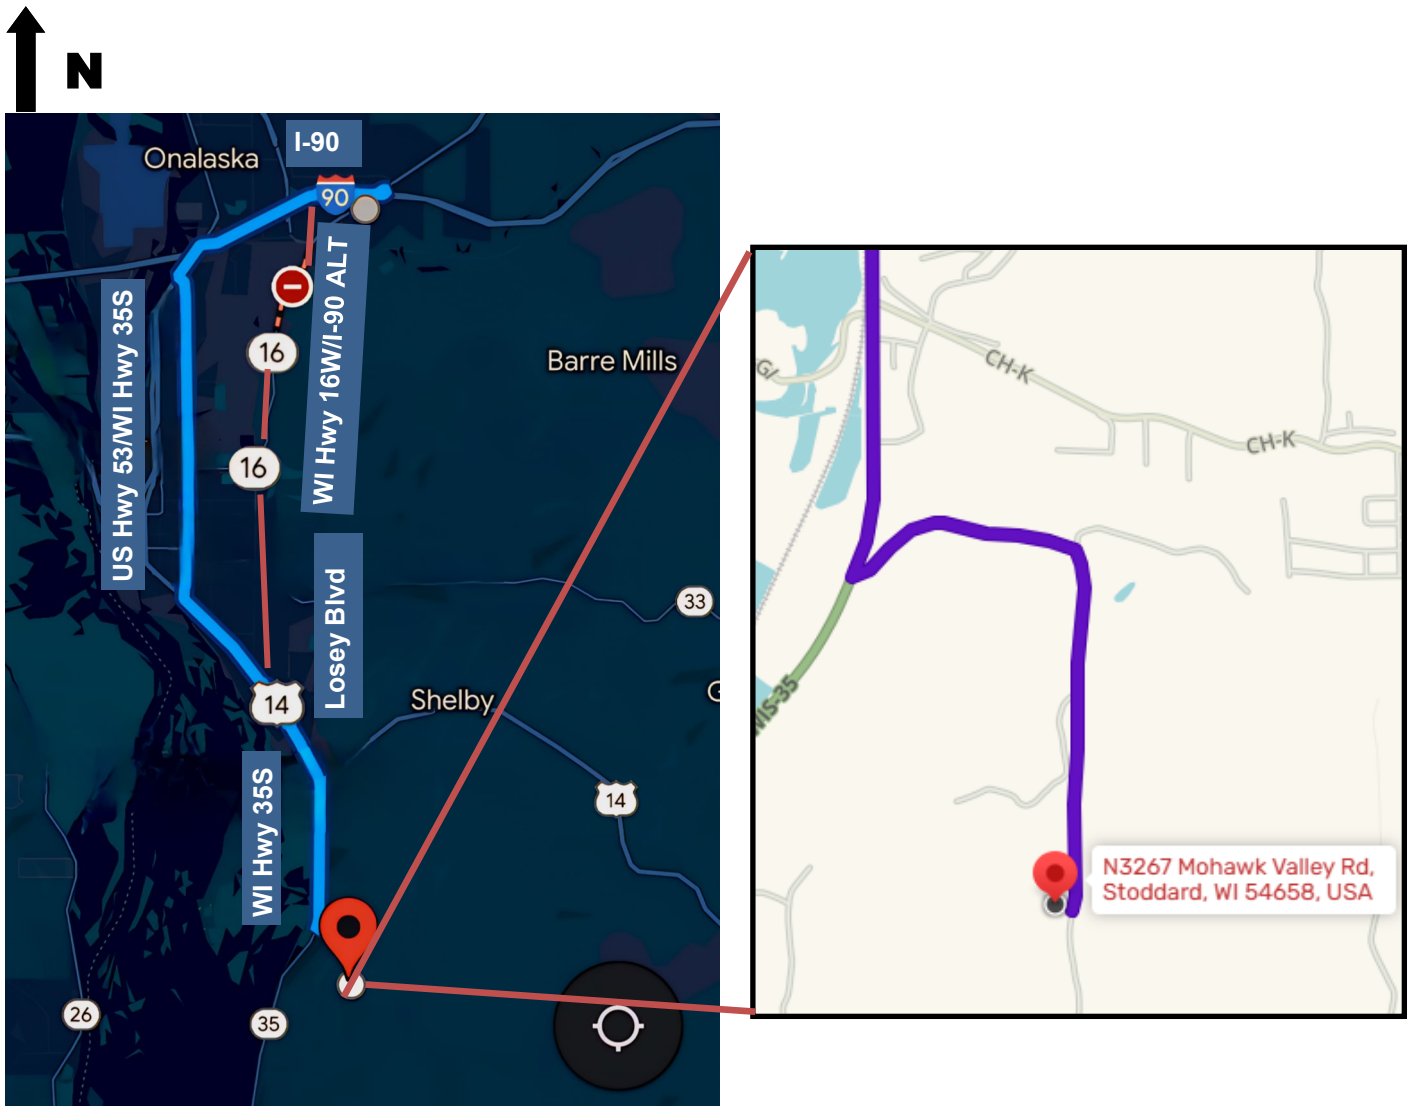 N
I-90
Onalaska
90
WI Hwy 16W/I-90 ALT
US Hwy 53/WI Hwy 35S
16
Barre Mills
16
Losey Blvd
33
14
Shelby
G
WI Hwy 35S
14
26
35
GI
CH-K
CH-K
WIS-35
N3267 Mohawk Valley Rd,
Stoddard, WI 54658, USA